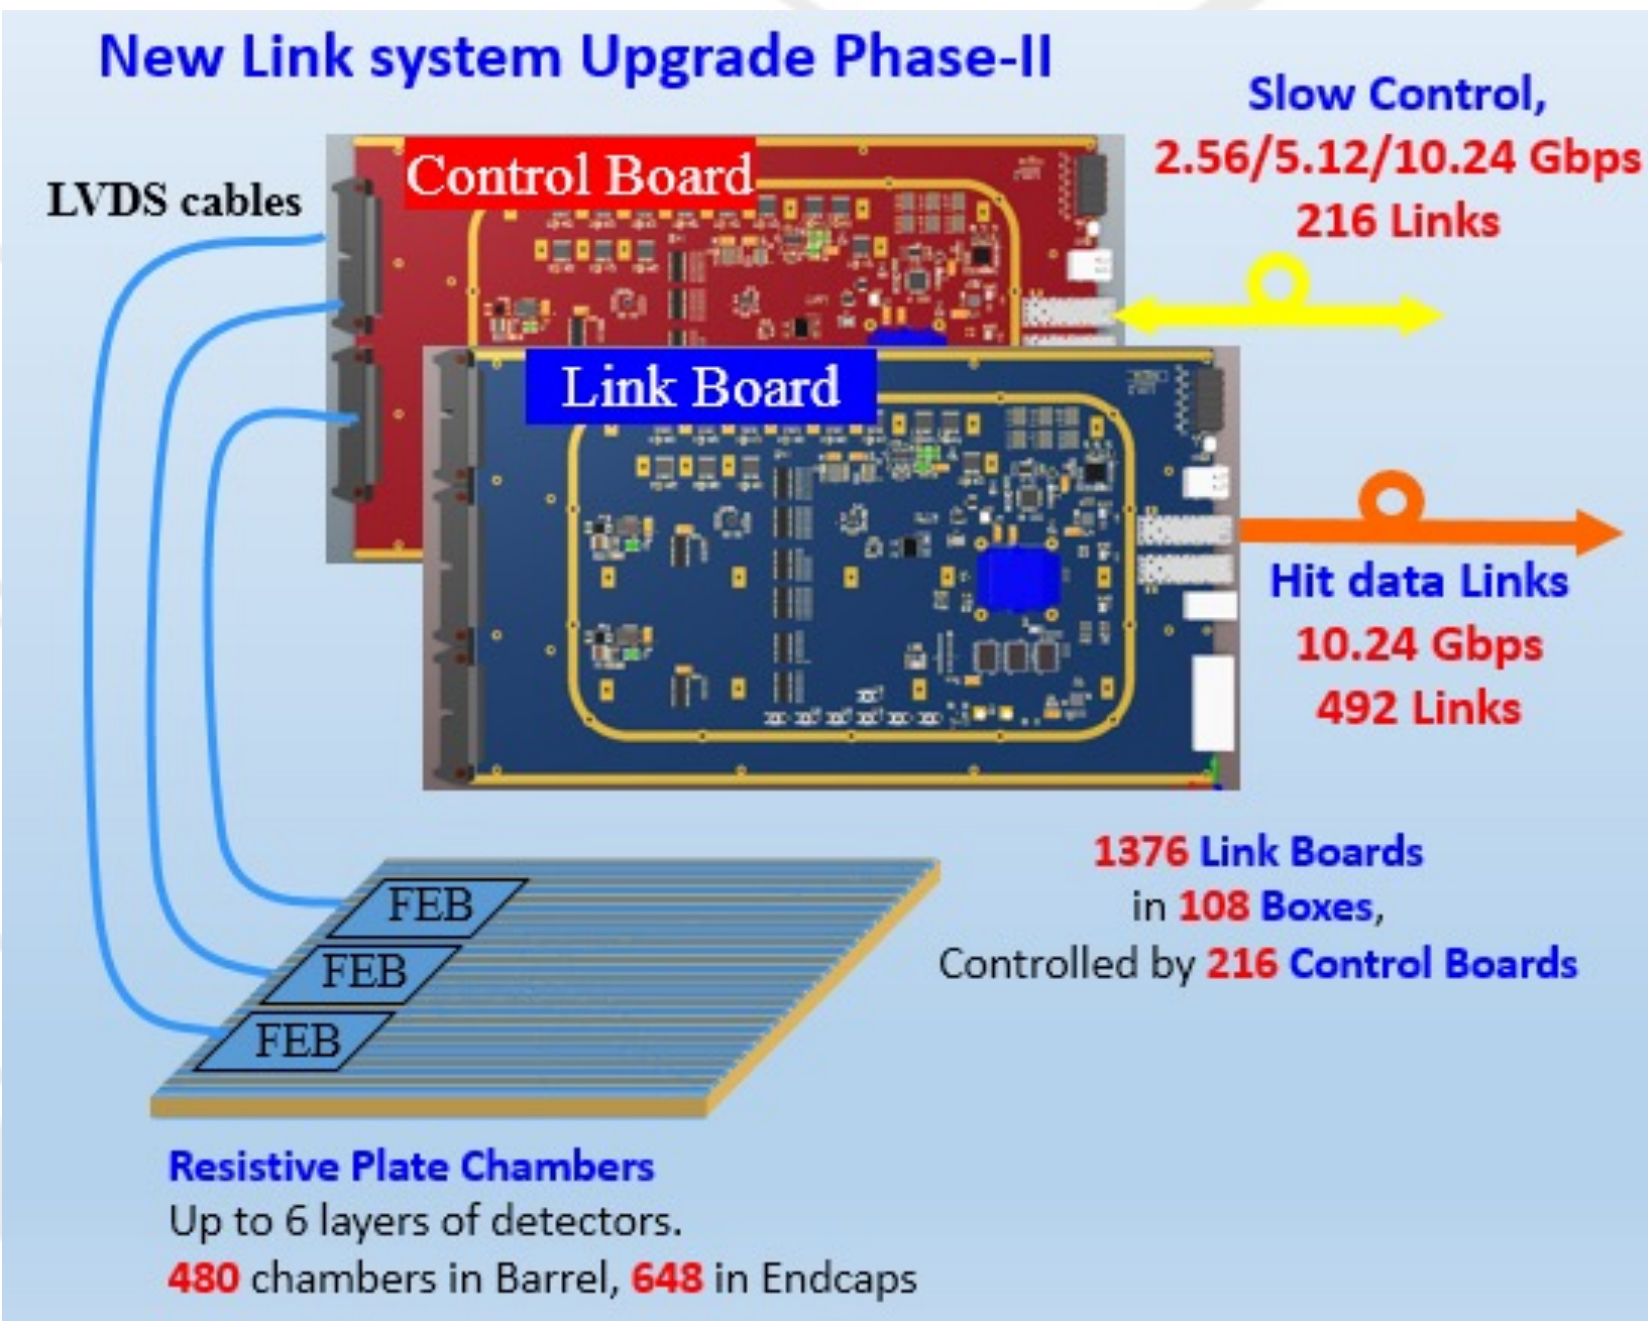 New Link system Upgrade Phase-II
Slow Control,
2.56/5.12/10.24 Gbps
216 Links
LVDS cables
Control Board
Link Board
Hit data Links
10.24 Gbps
492 Links
1376 Link Boards
in 108 Boxes,
Controlled by 216 Control Boards
FEB
FEB
FEB
Resistive Plate Chambers
Up to 6 layers of detectors.
480 chambers in Barrel, 648 in Endcaps